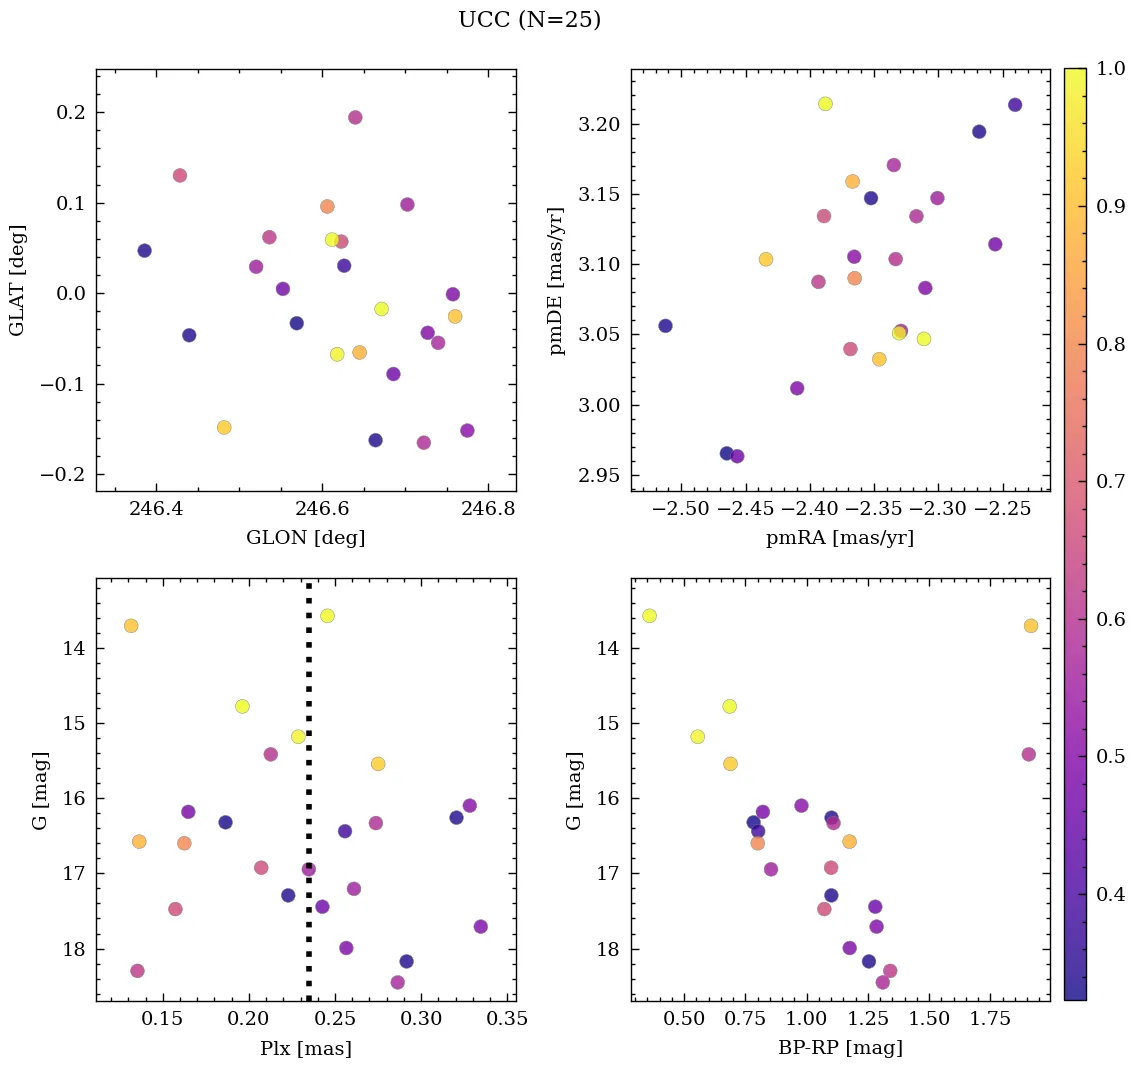 UCC (N=25)
0.2
0.1
0.0
−0.1
−0.2
GLAT [deg]
246.4 246.6 246.8
GLON [deg]
3.20
3.15
3.10
3.05
3.00
2.95
pmDE [mas/yr]
−2.50 −2.45 −2.40 −2.35 −2.30 −2.25
pmRA [mas/yr]
14
15
16
17
18
G [mag]
0.15 0.20 0.25 0.30 0.35
Plx [mas]
14
15
16
17
18
G [mag]
0.50 0.75 1.00 1.25 1.50 1.75
BP-RP [mag]
1.0
0.9
0.8
0.7
0.6
0.5
0.4